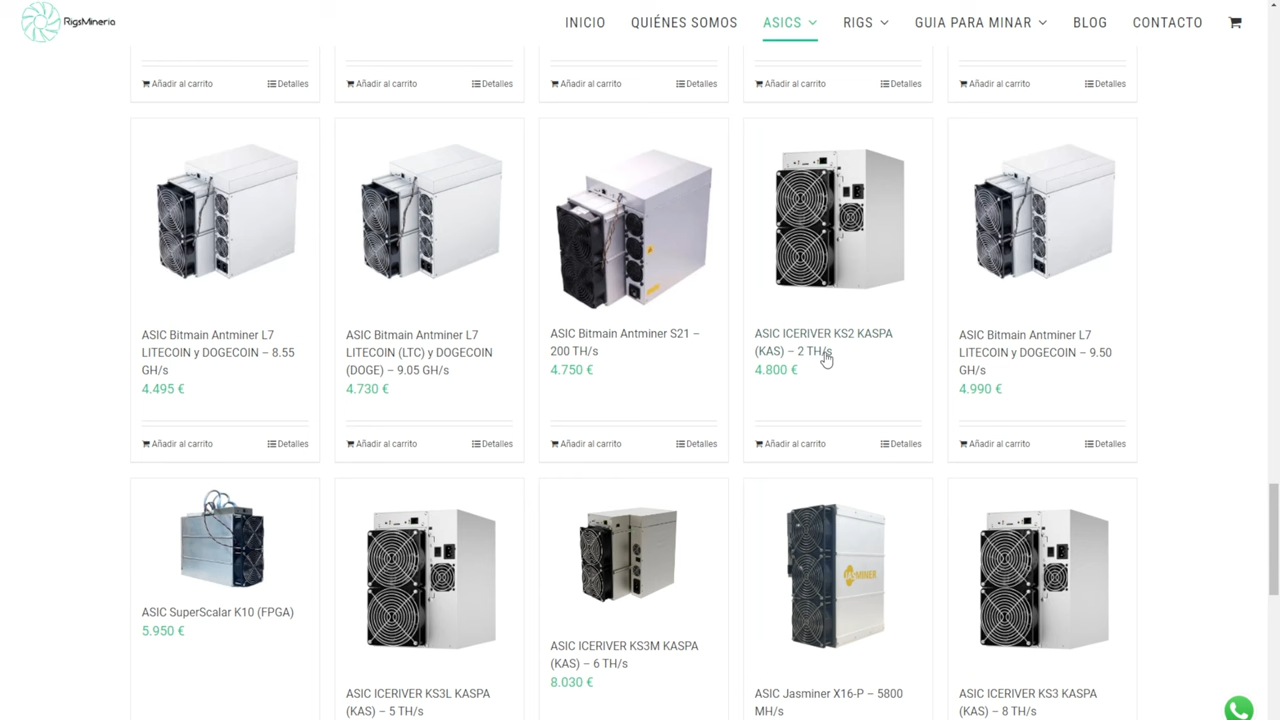 RigsMineria
INICIO
QUIÉNES SOMOS
ASICS
RIGS
GUIA PARA MINAR
BLOG
CONTACTO
Añadir al carrito
Detalles
Añadir al carrito
Detalles
Añadir al carrito
Detalles
Añadir al carrito
Detalles
Añadir al carrito
Detalles
ASIC Bitmain Antminer L7
LITECOIN y DOGECOIN – 8.55
GH/s
4.495 €
ASIC Bitmain Antminer L7
LITECOIN (LTC) y DOGECOIN
(DOGE) – 9.05 GH/s
4.730 €
ASIC Bitmain Antminer S21 –
200 TH/s
4.750 €
ASIC ICERIVER KS2 KASPA
(KAS) – 2 TH/s
4.800 €
ASIC Bitmain Antminer L7
LITECOIN y DOGECOIN – 9.50
GH/s
4.990 €
Añadir al carrito
Detalles
Añadir al carrito
Detalles
Añadir al carrito
Detalles
Añadir al carrito
Detalles
Añadir al carrito
Detalles
ASIC SuperScalar K10 (FPGA)
5.950 €
ASIC ICERIVER KS3L KASPA
(KAS) – 5 TH/s
ASIC ICERIVER KS3M KASPA
(KAS) – 6 TH/s
8.030 €
JASMINER
ASIC Jasminer X16-P – 5800
MH/s
ASIC ICERIVER KS3 KASPA
(KAS) – 8 TH/s